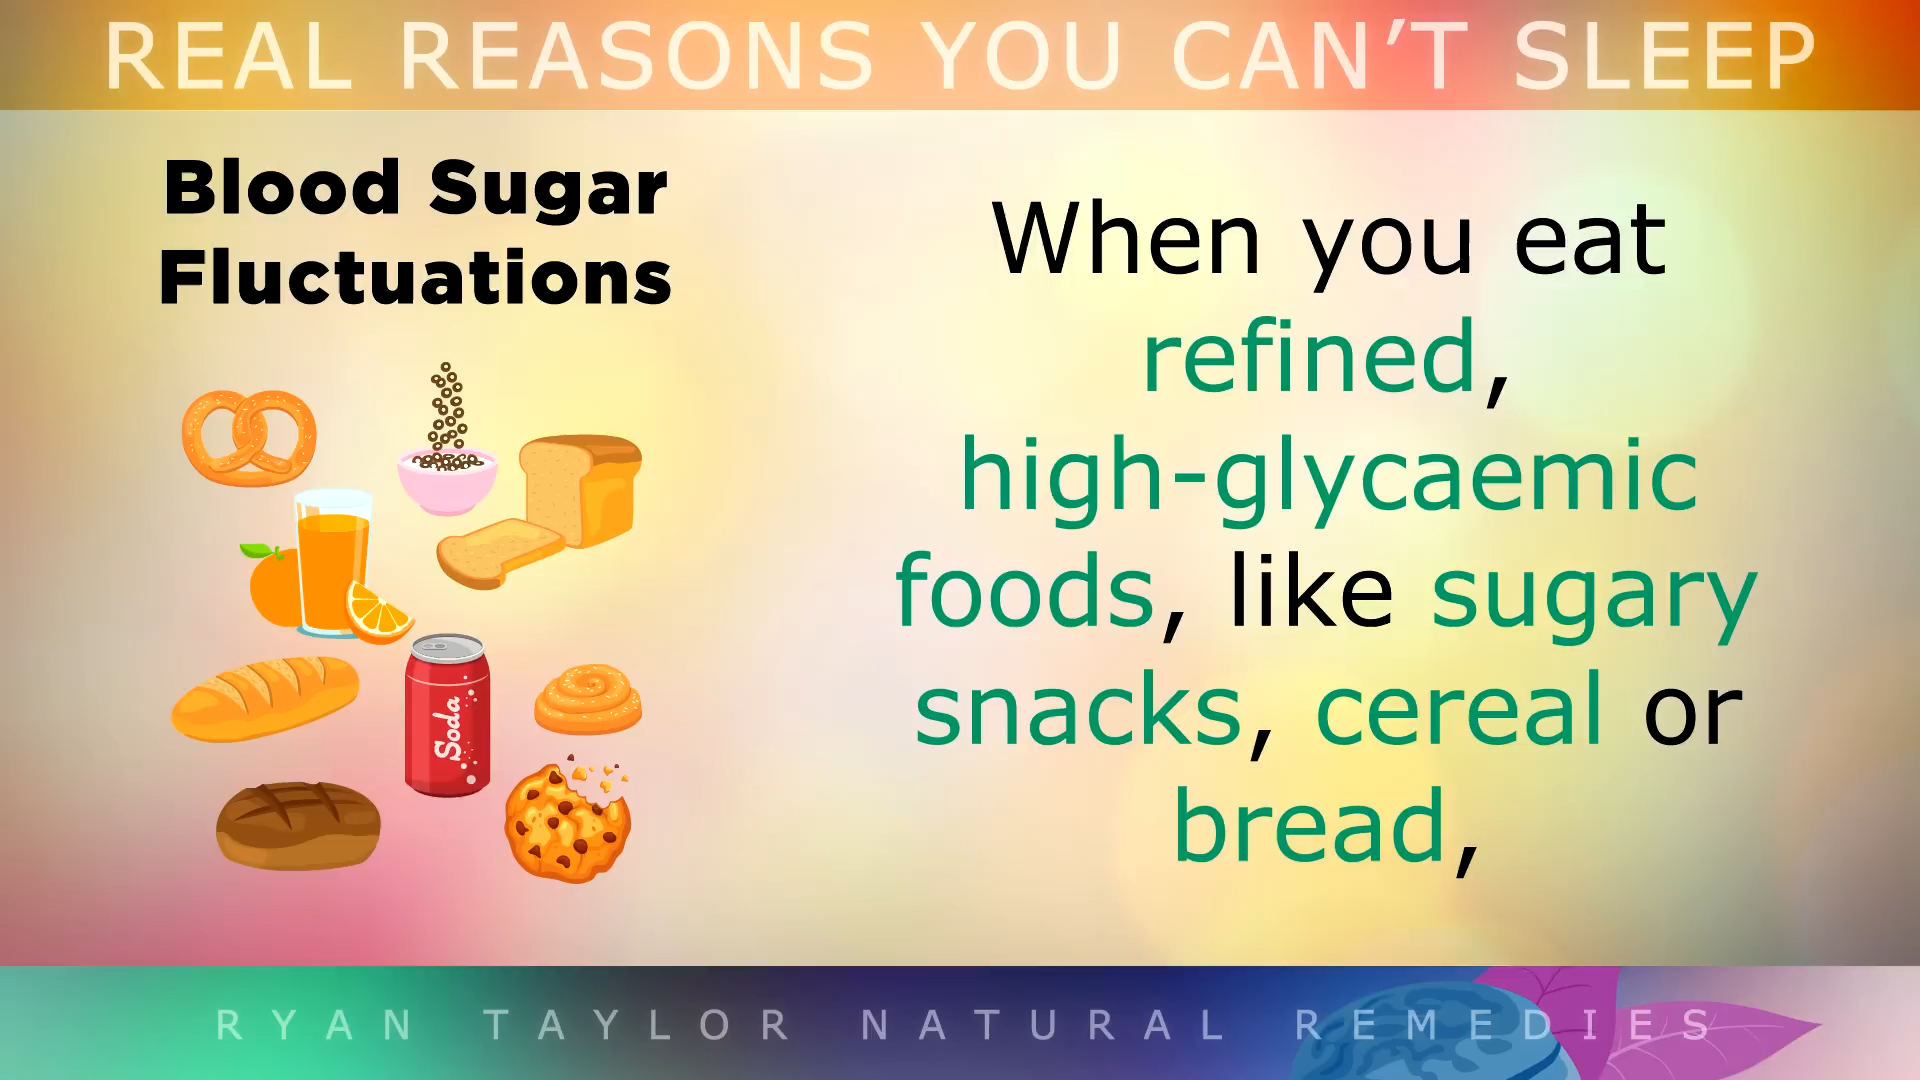 REAL REASONS YOU CAN’T SLEEP
Blood Sugar
Fluctuations
When you eat
refined,
high-glycaemic
foods, like sugary
snacks, cereal or
bread,
Soda
RYAN TAYLOR NATURAL REMEDIES